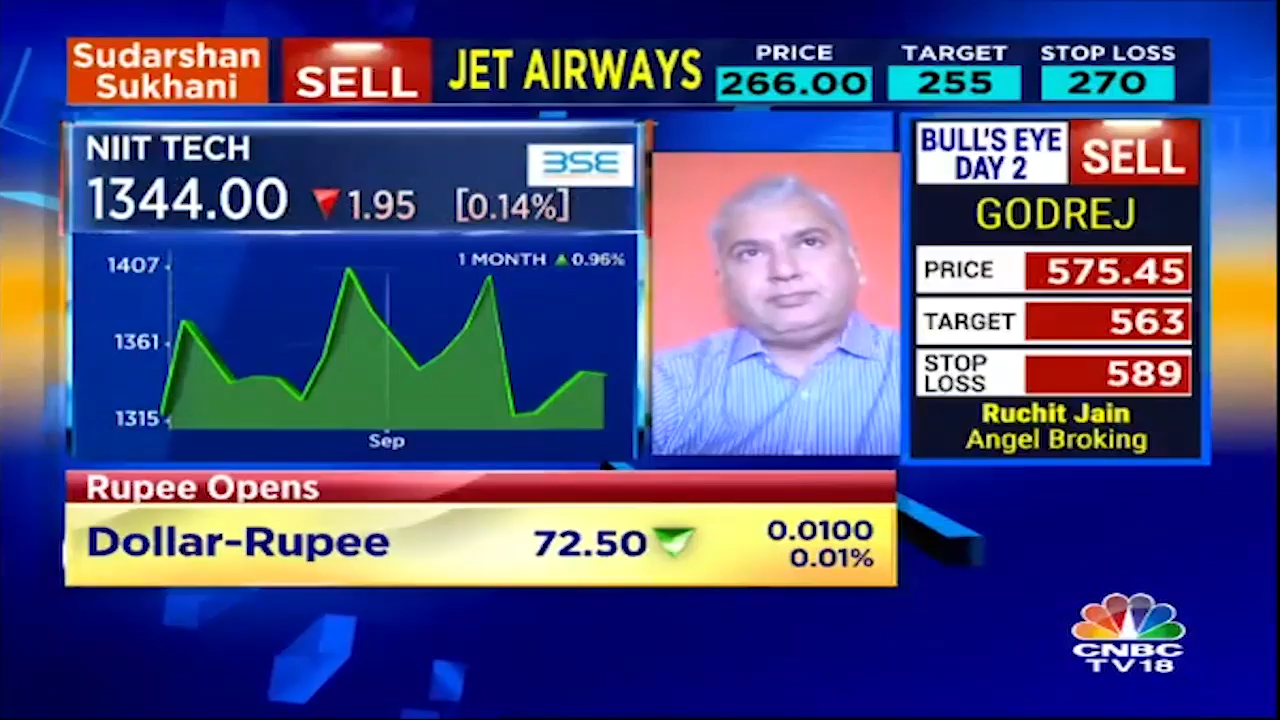 Sudarshan
Sukhani
SELL
JET AIRWAYS
PRICE
266.00
TARGET
255
STOP LOSS
270
NIIT TECH
BSE
1344.00 ▼ 1.95 [0.14%]
1 MONTH ▲ 0.96%
1407
1361
1315
Sep
BULL'S EYE
DAY 2
SELL
GODREJ
PRICE 575.45
TARGET 563
STOP
LOSS
589
Ruchit Jain
Angel Broking
Rupee Opens
Dollar-Rupee 72.50 ▼ 0.0100
0.01%
CNBC
TV18